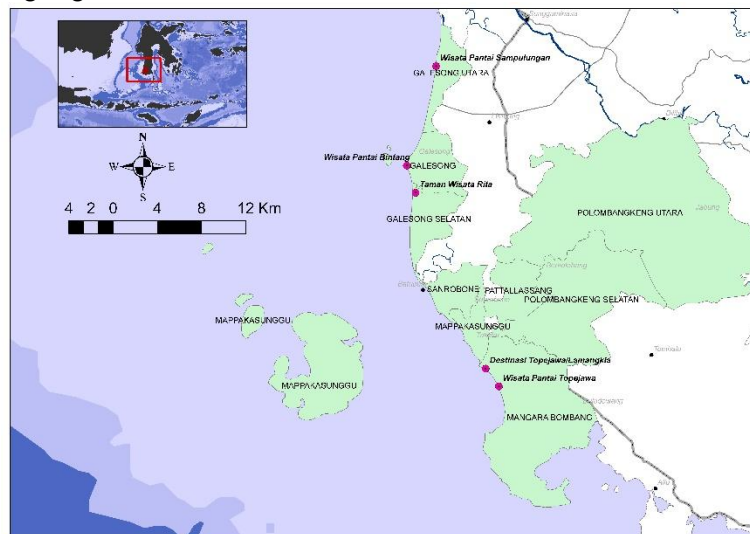 Wisata Pantai Sampulungan
GALESONG UTARA
N
W E
S
Wisata Pantai Bintang
Galesong
GALESONG
Taman Wisata Rita
4 2 0 4 8 12 Km
GALESONG SELATAN
POLOMBANGKENG UTARA
SANROBONE
PATTALLASSANG
POLOMBANGKENG SELATAN
MAPPAKASUNGGU
MAPPAKASUNGGU
Destinasi Topejawa/Lamangkia
MAPPAKASUNGGU
Wisata Pantai Topejawa
MANGARA BOMBANG
Allu